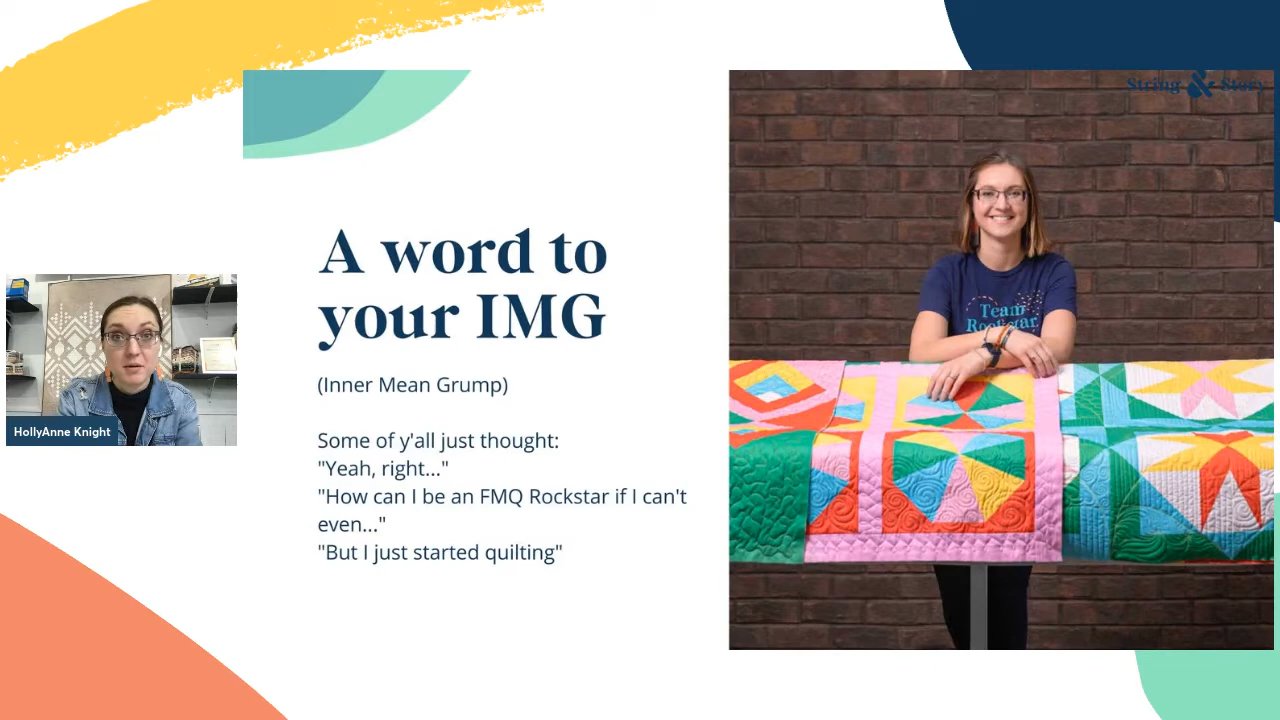 String & Story
A word to
your IMG
(Inner Mean Grump)
Some of y'all just thought:
"Yeah, right..."
"How can I be an FMQ Rockstar if I can't
even..."
"But I just started quilting"
HollyAnne Knight
Team
Rockstar